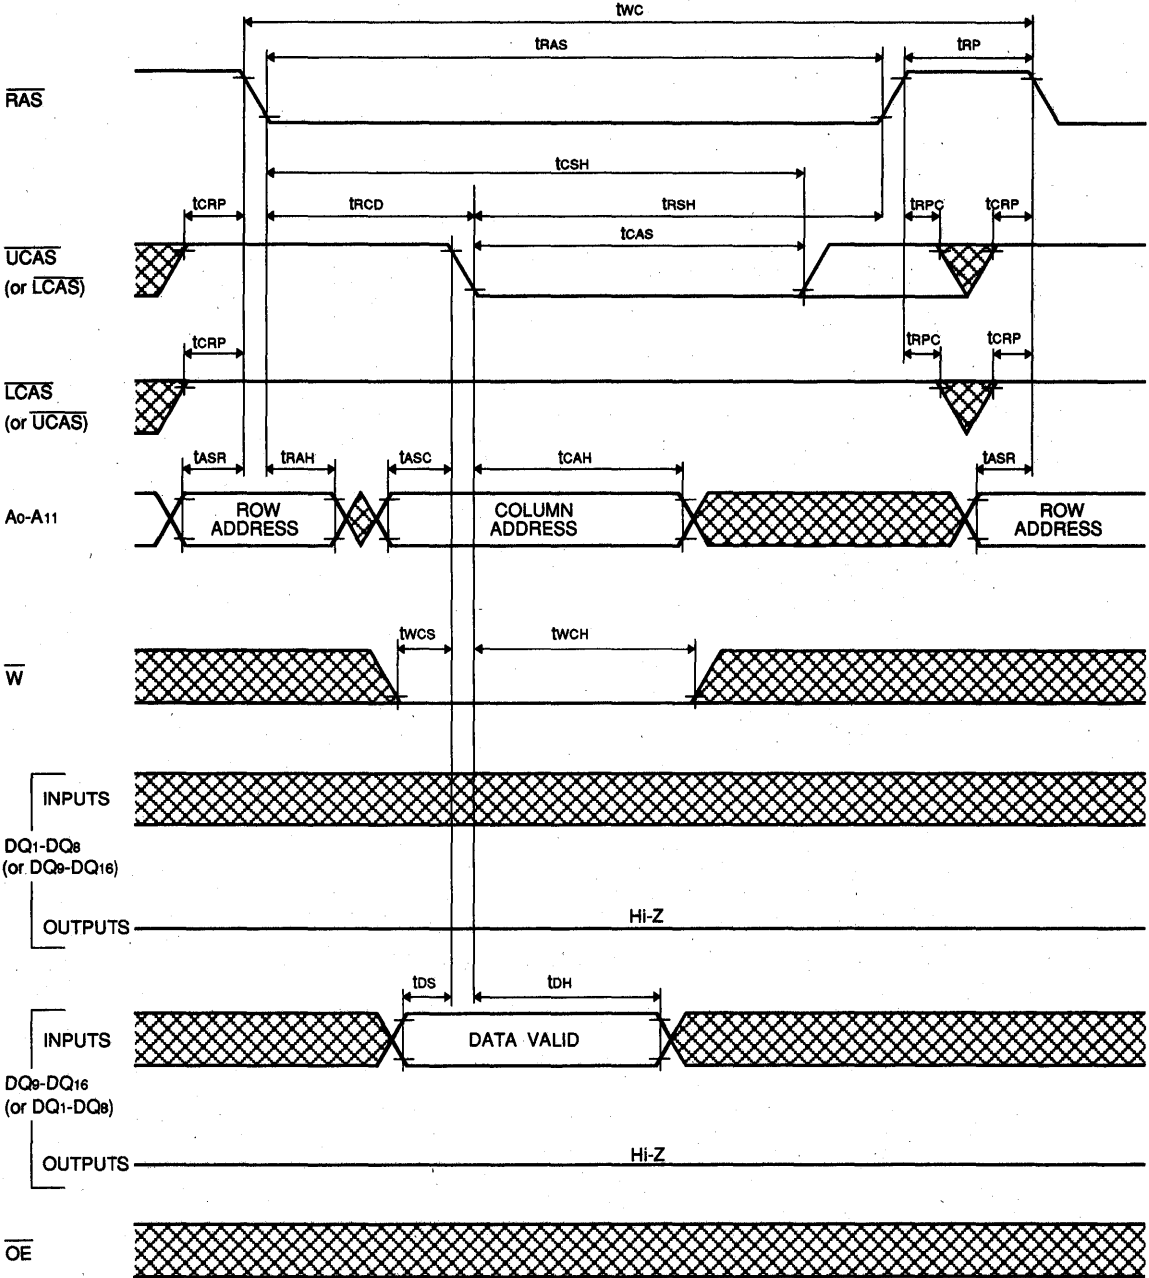 tWC
tRAS
tRP
RAS
tCSH
tCRP
tRCD
tRSH
tRPC
tCRP
UCAS
(or LCAS)
tCAS
tCRP
tRPC
tCRP
LCAS
(or UCAS)
tASR
tRAH
tASC
tCAH
tASR
A0-A11
ROW
ADDRESS
COLUMN
ADDRESS
ROW
ADDRESS
tWCS
tWCH
W
INPUTS
DQ1-DQ8
(or DQ9-DQ16)
Hi-Z
OUTPUTS
tDS
tDH
INPUTS
DATA VALID
DQ9-DQ16
(or DQ1-DQ8)
Hi-Z
OUTPUTS
OE